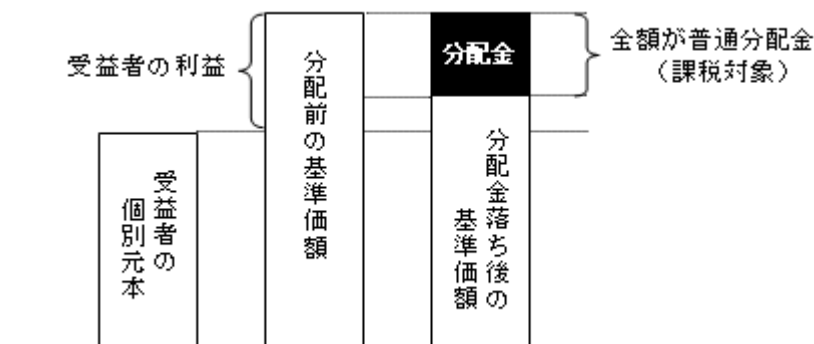 受益者の利益
受益者の
個別元本
分配前の基準価額
分配金
分配金落ち後の
基準価額
全額が普通分配金
(課税対象)